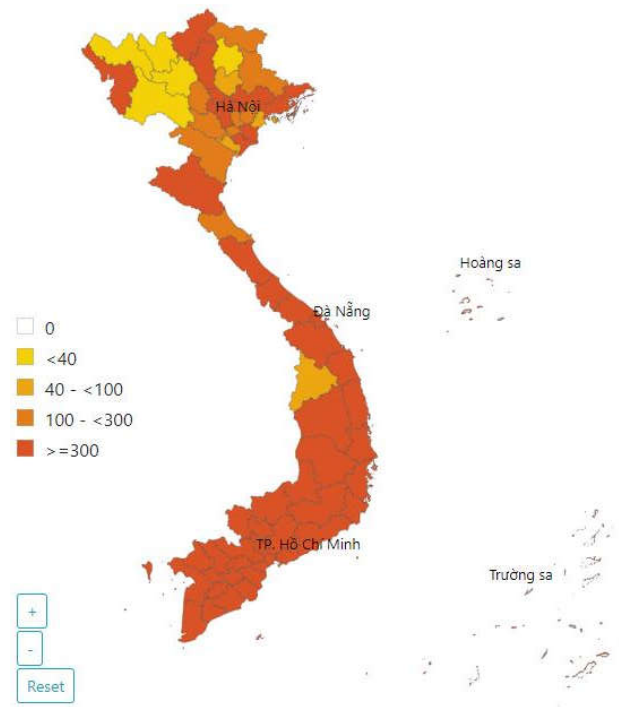 Hà Nội
Hoàng sa
Đà Nẵng
0
<40
40 - <100
100 - <300
>=300
TP. Hồ Chí Minh
Trường sa
+
-
Reset